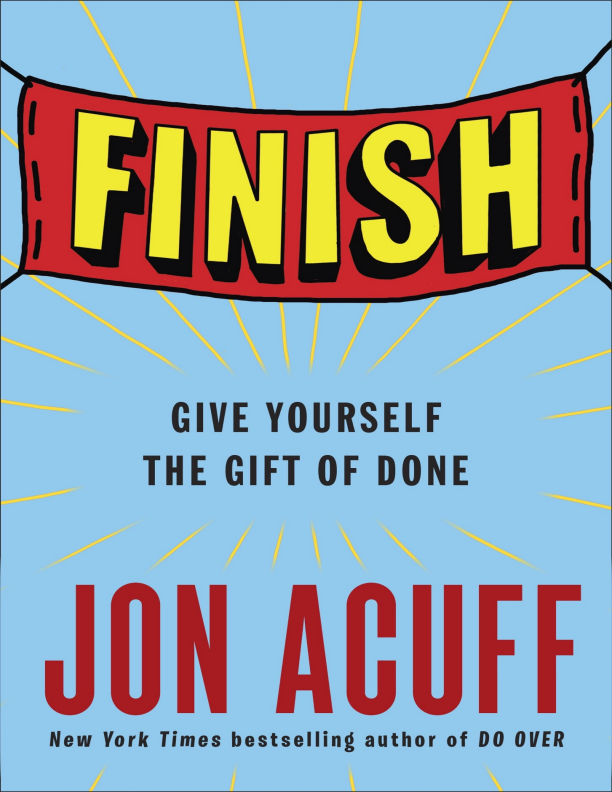 FINISH
GIVE YOURSELF
THE GIFT OF DONE
JON ACUFF
New York Times bestselling author of DO OVER